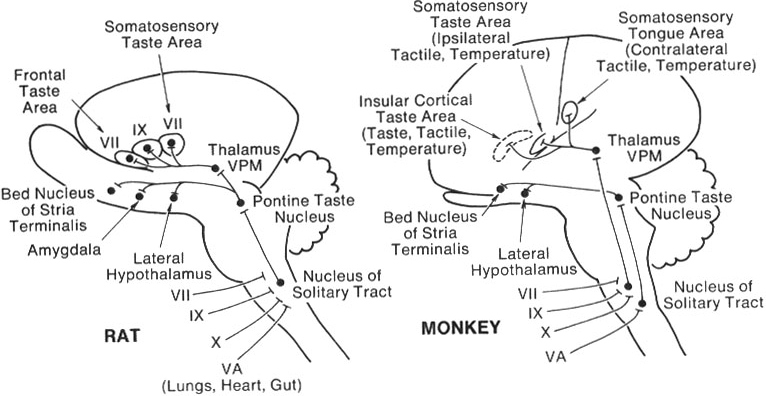 Somatosensory
Taste Area
Frontal
Taste
Area
VII
IX
VII
Thalamus
VPM
Bed Nucleus
of Stria
Terminalis
Pontine Taste
Nucleus
Amygdala
Lateral
Hypothalamus
Nucleus of
Solitary Tract
VII
IX
X
VA
(Lungs, Heart, Gut)
RAT
Somatosensory
Taste Area
(Ipsilateral
Tactile, Temperature)
Somatosensory
Tongue Area
(Contralateral
Tactile, Temperature)
Insular Cortical
Taste Area
(Taste, Tactile,
Temperature)
Thalamus
VPM
Pontine Taste
Nucleus
Bed Nucleus
of Stria
Terminalis
Lateral
Hypothalamus
Nucleus of
Solitary Tract
VII
IX
X
VA
MONKEY